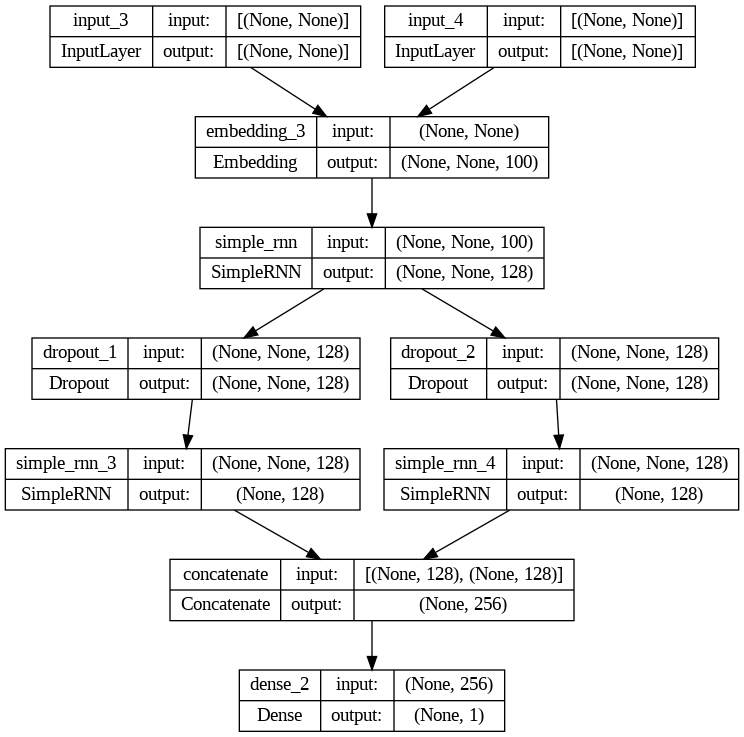 input_3 input: [(None, None)]
InputLayer output: [(None, None)]
input_4 input: [(None, None)]
InputLayer output: [(None, None)]
embedding_3 input: (None, None)
Embedding output: (None, None, 100)
simple_rnn input: (None, None, 100)
SimpleRNN output: (None, None, 128)
dropout_1 input: (None, None, 128)
Dropout output: (None, None, 128)
dropout_2 input: (None, None, 128)
Dropout output: (None, None, 128)
simple_rnn_3 input: (None, None, 128)
SimpleRNN output: (None, 128)
simple_rnn_4 input: (None, None, 128)
SimpleRNN output: (None, 128)
concatenate input: [(None, 128), (None, 128)]
Concatenate output: (None, 256)
dense_2 input: (None, 256)
Dense output: (None, 1)